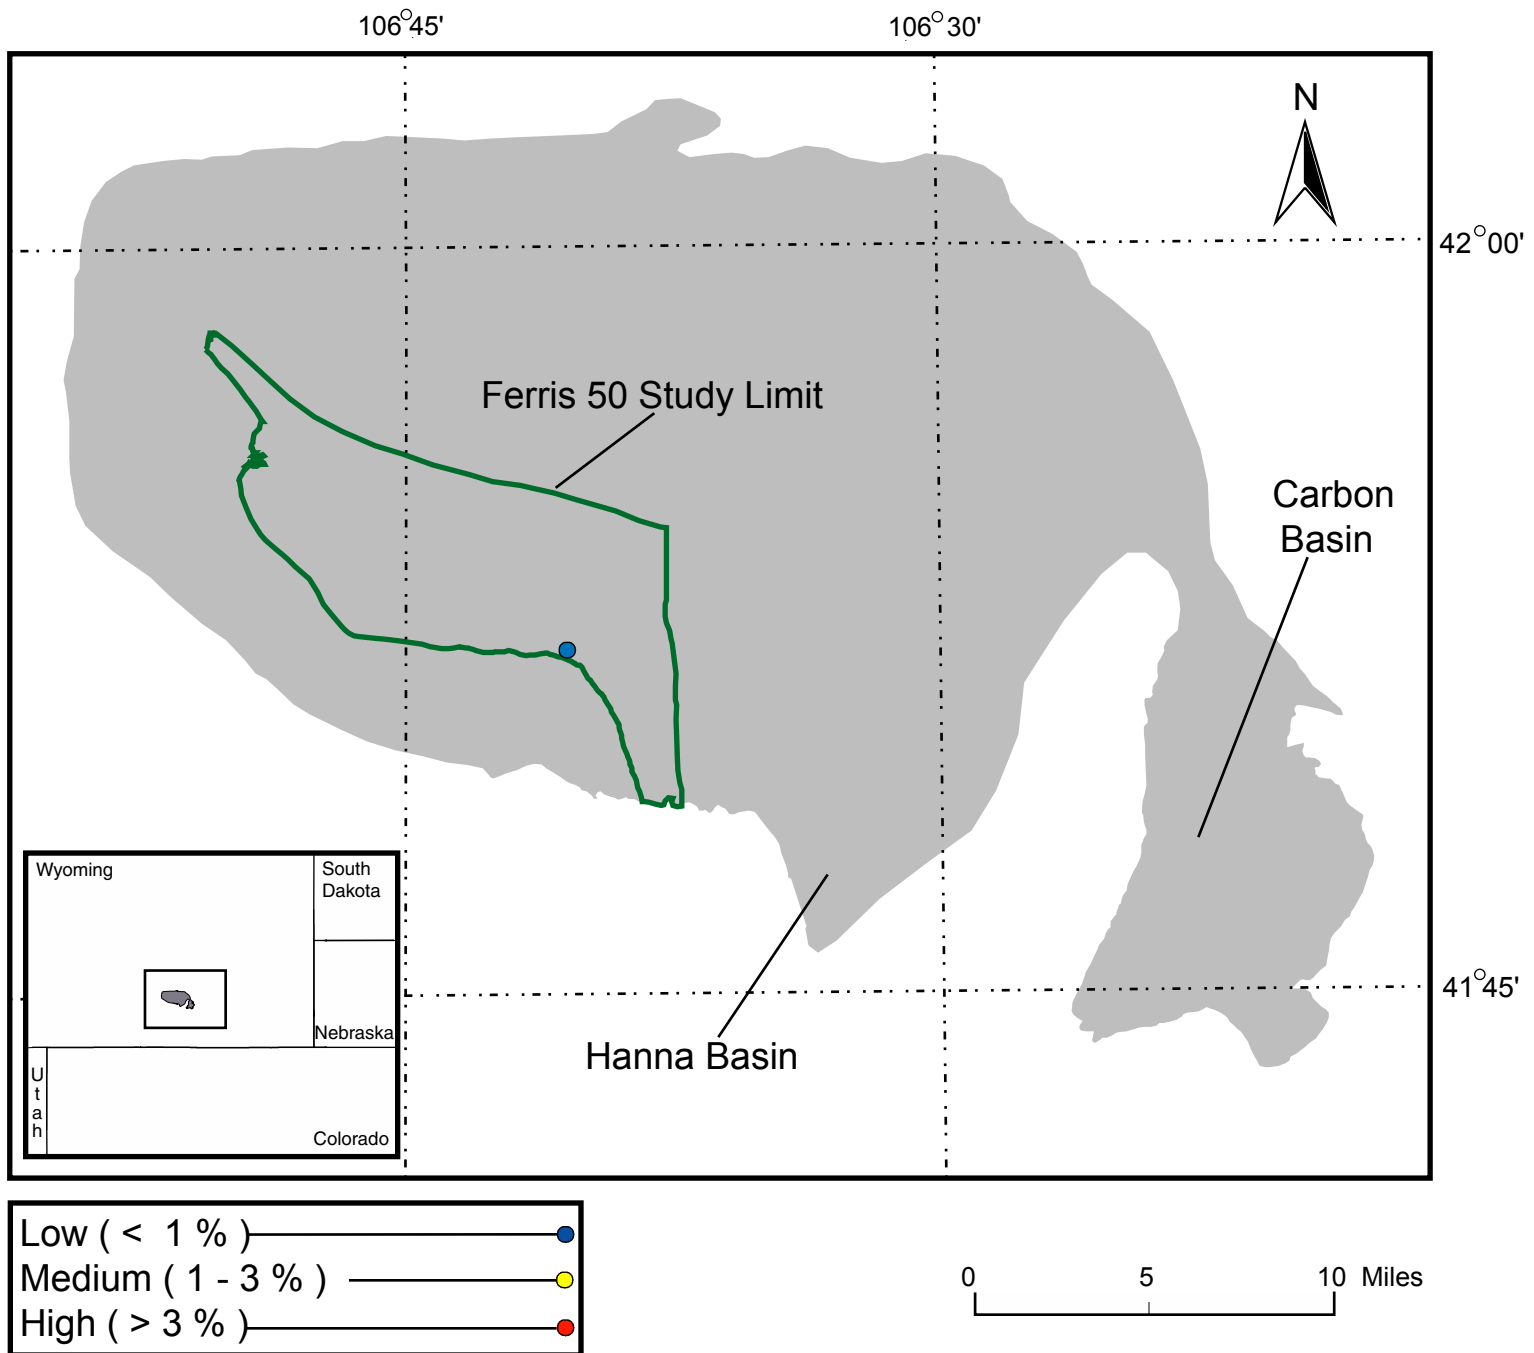 106°45'
106°30'
N
42°00'
Ferris 50 Study Limit
Carbon
Basin
41°45'
Hanna Basin
Wyoming
South
Dakota
Nebraska
Utah
Colorado
Low ( < 1 % )
Medium ( 1 - 3 % )
High ( > 3 % )
0 5 10 Miles